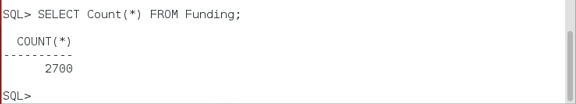 SQL> SELECT Count(*) FROM Funding;
COUNT(*)
----------
2700
SQL>